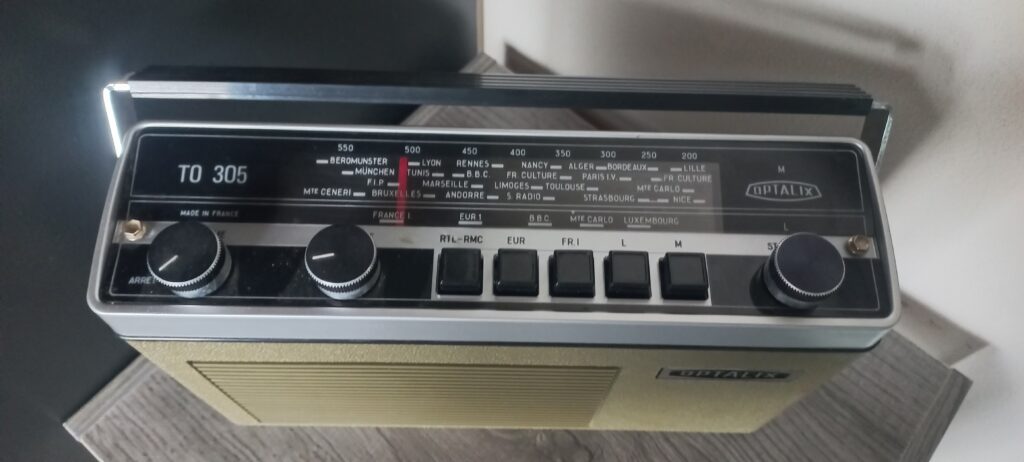 550 500 450 400 350 300 250 200
BEROMUNSTER LYON RENNES NANCY ALGER BORDEAUX LILLE
MÜNCHEN TUNIS B.B.C. FR. CULTURE PARIS I.V. FR. CULTURE
F.I.P. MARSEILLE LIMOGES TOULOUSE MTE CARLO
MTE CENERI BRUXELLES ANDORRE S. RADIO STRASBOURG NICE
TO 305
M
OPTALIX
MADE IN FRANCE
FRANCE I EUR 1 B.B.C MTE CARLO LUXEMBOURG
L
RTL-RMC EUR FR.I L M
ARRET
OPTALIX